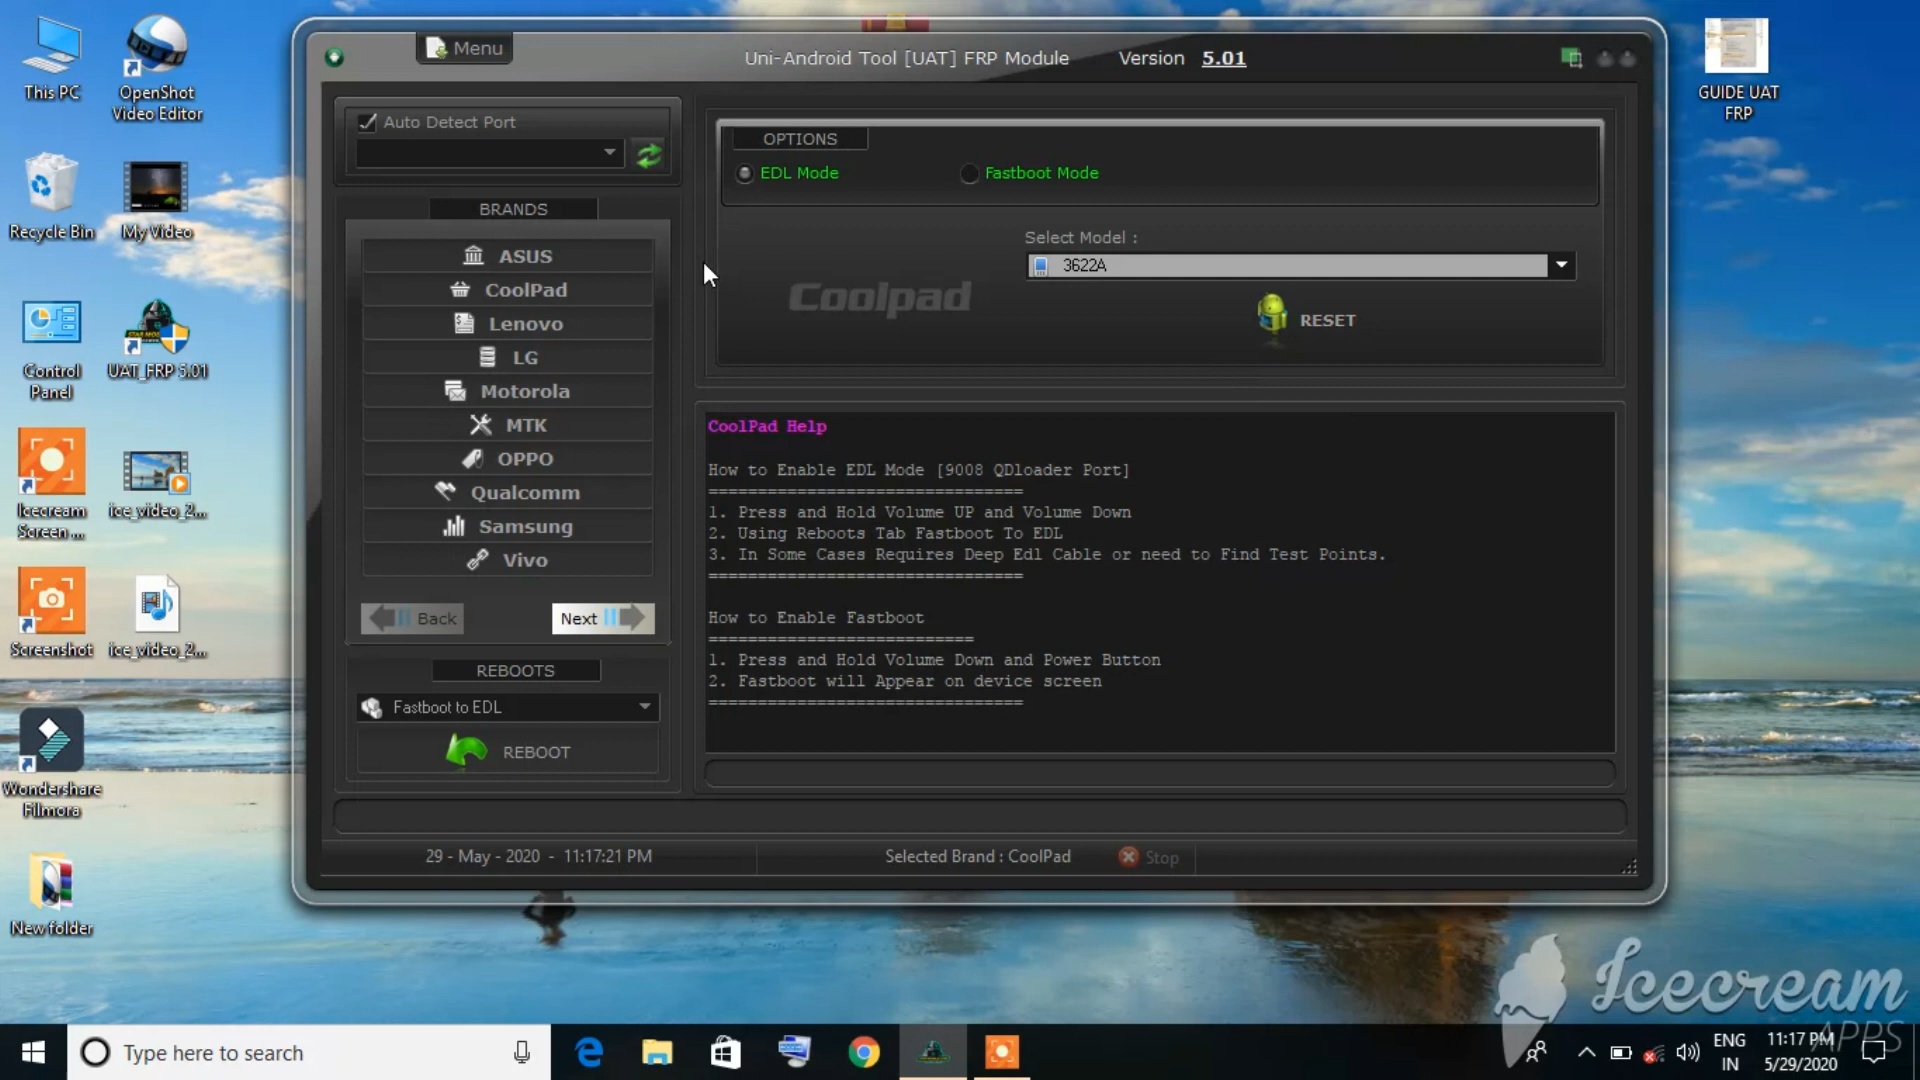 This PC
OpenShot
Video Editor
Recycle Bin
My Video
Control
Panel
UAT_FRP 5.01
Icecream
Screen ...
ice_video_2...
Screenshot
ice_video_2...
Wondershare
Filmora
New folder
GUIDE UAT
FRP
Menu
Uni-Android Tool [UAT] FRP Module
Version 5.01
Auto Detect Port
BRANDS
ASUS
CoolPad
Lenovo
LG
Motorola
MTK
OPPO
Qualcomm
Samsung
Vivo
Back
Next
REBOOTS
Fastboot to EDL
REBOOT
OPTIONS
EDL Mode
Fastboot Mode
Select Model :
3622A
Coolpad
RESET
CoolPad Help
How to Enable EDL Mode [9008 QDloader Port]
================================
1. Press and Hold Volume UP and Volume Down
2. Using Reboots Tab Fastboot To EDL
3. In Some Cases Requires Deep Edl Cable or need to Find Test Points.
================================
How to Enable Fastboot
===========================
1. Press and Hold Volume Down and Power Button
2. Fastboot will Appear on device screen
================================
29 - May - 2020 - 11:17:21 PM
Selected Brand : CoolPad
Stop
Icecream
APPS
Type here to search
ENG
IN
11:17 PM
5/29/2020